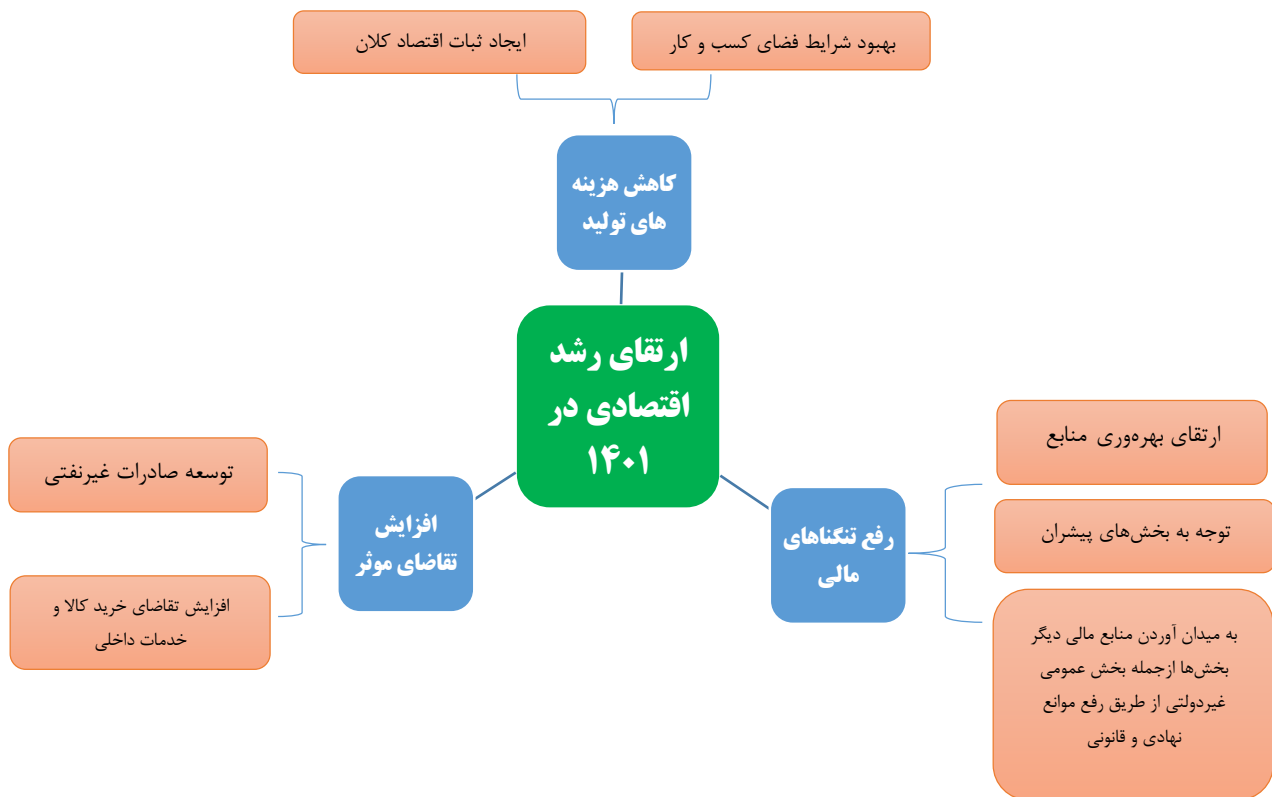 بهبود شرایط فضای کسب و کار
ایجاد ثبات اقتصاد کلان
کاهش هزینه
های تولید
ارتقای رشد
اقتصادی در
۱۴۰۱
رفع تنگناهای
مالی
ارتقای بهره‌وری منابع
توجه به بخش‌های پیشران
به میدان آوردن منابع مالی دیگر
بخش‌ها ازجمله بخش عمومی
غیردولتی از طریق رفع موانع
نهادی و قانونی
افزایش
تقاضای موثر
توسعه صادرات غیرنفتی
افزایش تقاضای خرید کالا و
خدمات داخلی